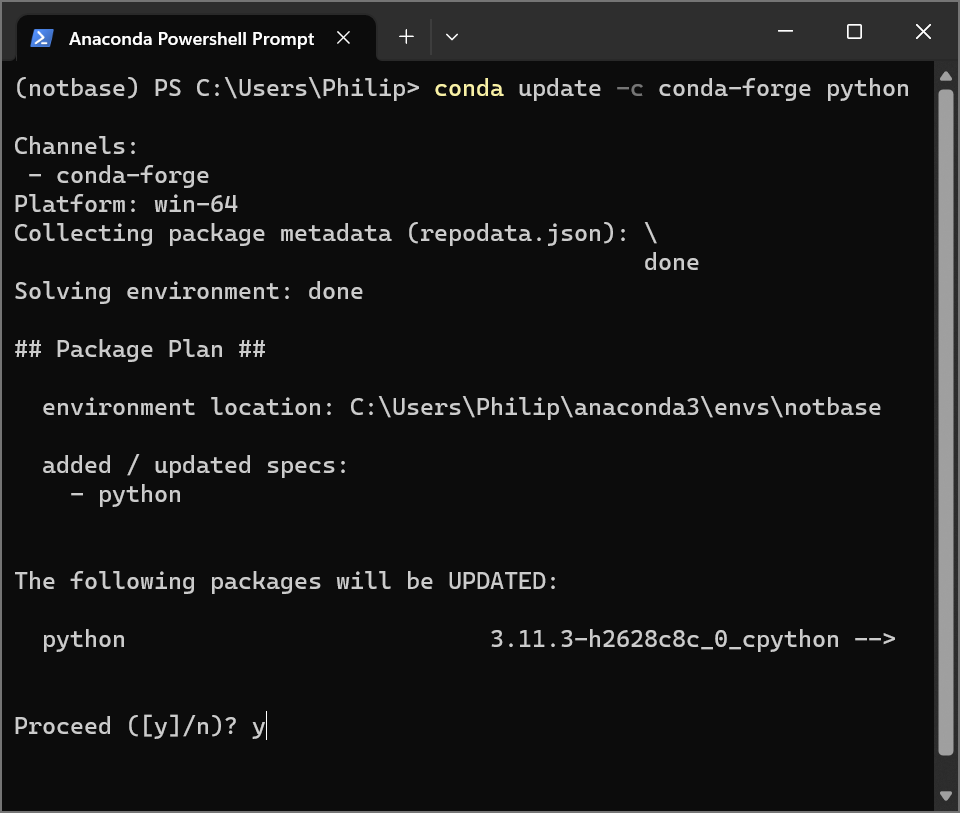 Anaconda Powershell Prompt
(notbase) PS C:\Users\Philip> conda update -c conda-forge python
Channels:
 - conda-forge
Platform: win-64
Collecting package metadata (repodata.json): \
                                             done
Solving environment: done
## Package Plan ##
  environment location: C:\Users\Philip\anaconda3\envs\notbase
  added / updated specs:
    - python
The following packages will be UPDATED:
  python                          3.11.3-h2628c8c_0_cpython -->
Proceed ([y]/n)? y